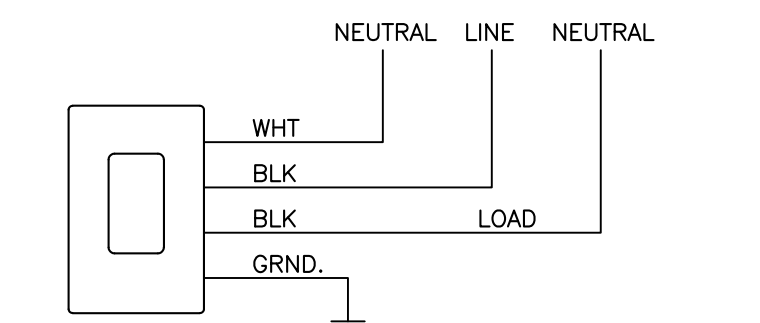 NEUTRAL LINE NEUTRAL
WHT
BLK
BLK LOAD
GRND.